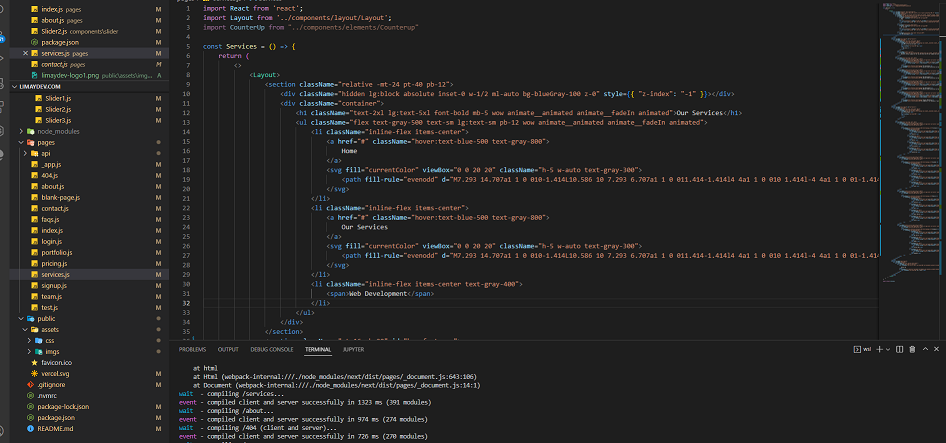 index.js pages M
about.js pages M
Slider2.js components\slider M
package.json M
services.js pages M
contact.js pages M
limaydev-logo1.png public\assets\img... A
LIMAYDEV.COM
Slider1.js M
Slider2.js M
Slider3.js M
node_modules
pages
api
_app.js M
404.js M
about.js M
blank-page.js M
contact.js M
faqs.js M
index.js M
login.js M
portfolio.js M
pricing.js M
services.js M
signup.js M
team.js M
test.js M
public
assets
css
imgs
favicon.ico
vercel.svg M
.gitignore M
.nvmrc
package-lock.json M
package.json M
README.md M
1 import React from 'react';
2 import Layout from '../components/layout/Layout';
3 import CounterUp from "../components/elements/Counterup"
4
5 const Services = () => {
6 return (
7 <>
8 <Layout>
9 <section className="relative -mt-24 pt-40 pb-12">
10 <div className="hidden lg:block absolute inset-0 w-1/2 ml-auto bg-blueGray-100 z-0" style={{ "z-index": "-1" }}></div>
11 <div className="container">
12 <h1 className="text-2xl lg:text-5xl font-bold mb-5 wow animate__animated animate__fadeIn animated">Our Services</h1>
13 <ul className="flex text-gray-500 text-sm lg:text-sm pb-12 wow animate__animated animate__fadeIn animated">
14 <li className="inline-flex items-center">
15 <a href="#" className="hover:text-blue-500 text-gray-800">
16 Home
17 </a>
18 <svg fill="currentColor" viewBox="0 0 20 20" className="h-5 w-auto text-gray-300">
19 <path fill-rule="evenodd" d="M7.293 14.707a1 1 0 010-1.414L10.586 10 7.293 6.707a1 1 0 011.414-1.414l4 4a1 1 0 010 1.414l-4 4a1 1 0 01-1.414
20 </svg>
21 </li>
22 <li className="inline-flex items-center">
23 <a href="#" className="hover:text-blue-500 text-gray-800">
24 Our Services
25 </a>
26 <svg fill="currentColor" viewBox="0 0 20 20" className="h-5 w-auto text-gray-300">
27 <path fill-rule="evenodd" d="M7.293 14.707a1 1 0 010-1.414L10.586 10 7.293 6.707a1 1 0 011.414-1.414l4 4a1 1 0 010 1.414l-4 4a1 1 0 01-1.414
28 </svg>
29 </li>
30 <li className="inline-flex items-center text-gray-400">
31 <span>Web Development</span>
32 </li>
33 </ul>
34 </div>
35 </section>
PROBLEMS OUTPUT DEBUG CONSOLE TERMINAL JUPYTER wsl
at html
at Html (webpack-internal:///./node_modules/next/dist/pages/_document.js:643:106)
at Document (webpack-internal:///./node_modules/next/dist/pages/_document.js:14:1)
wait - compiling /services...
event - compiled client and server successfully in 1323 ms (391 modules)
wait - compiling /about...
event - compiled client and server successfully in 974 ms (274 modules)
wait - compiling /404 (client and server)...
event - compiled client and server successfully in 726 ms (270 modules)